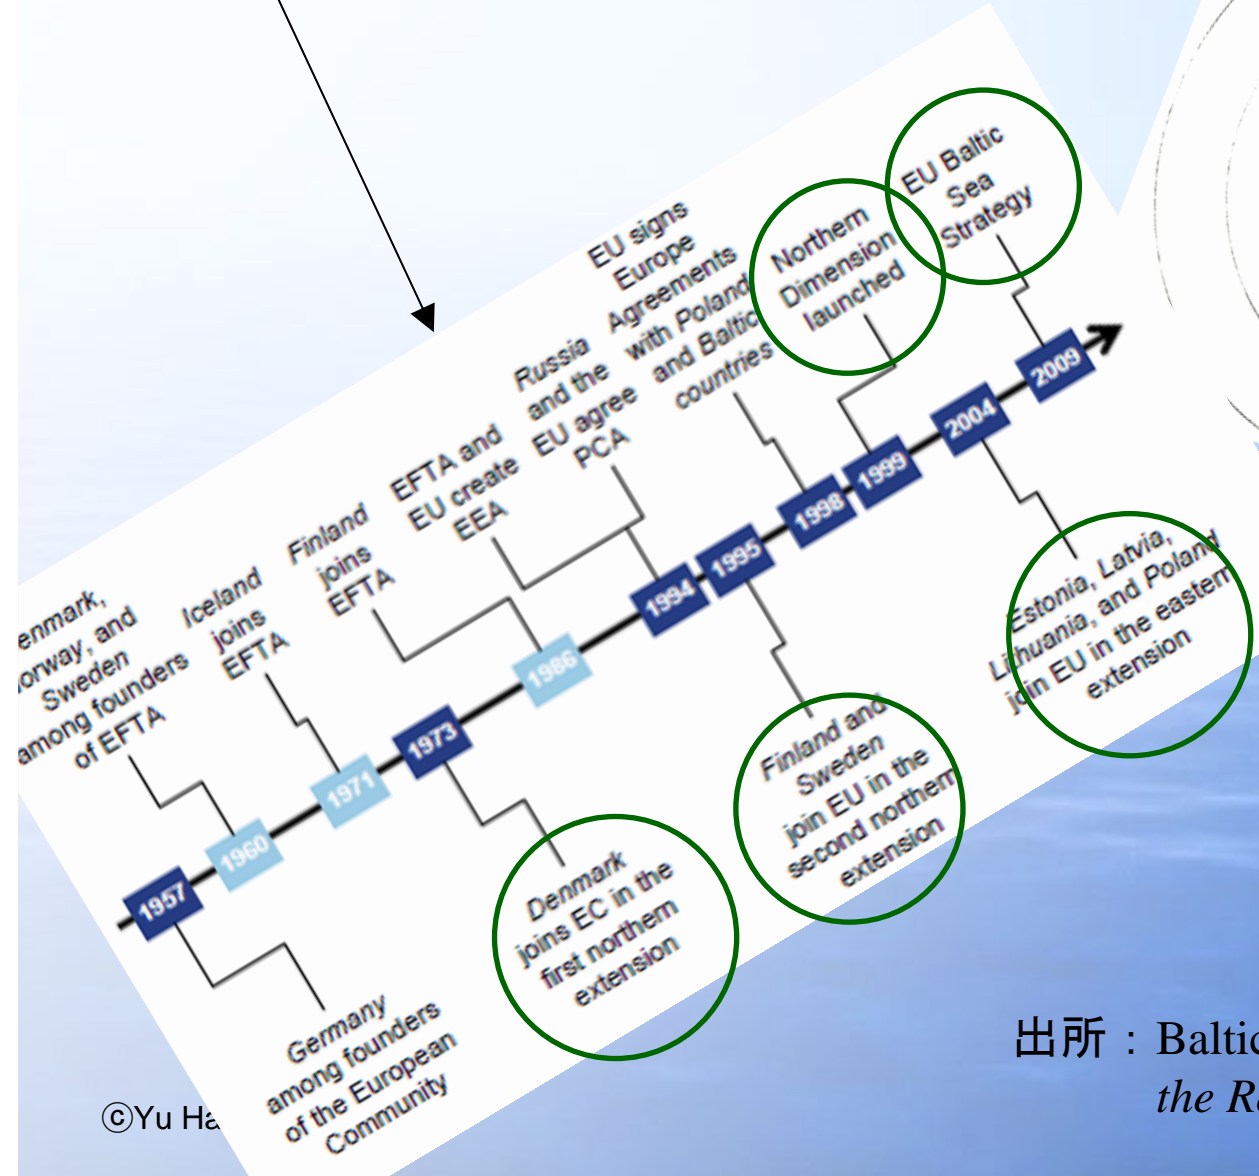 EU Baltic
Sea
Strategy
Northern
Dimension
launched
EU signs
Europe
Agreements
with Poland
and Baltic
countries
Russia
and the
EU agree
PCA
EFTA and
EU create
EEA
Finland
joins
EFTA
Iceland
joins
EFTA
enmark,
orway, and
Sweden
among founders
of EFTA
1957
1960
1971
1973
1986
1994
1995
1998
1999
2004
2009
Germany
among founders
of the European
Community
Denmark
joins EC in the
first northern
extension
Finland and
Sweden
join EU in the
second northern
extension
Estonia, Latvia,
Lithuania, and Poland
join EU in the eastern
extension
出所：Baltic
the R
©Yu Ha